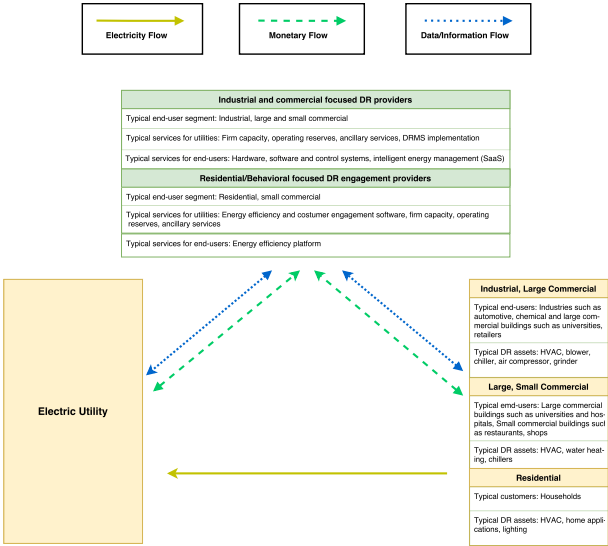 Electricity Flow
Monetary Flow
Data/Information Flow
Industrial and commercial focused DR providers
Typical end-user segment: Industrial, large and small commercial
Typical services for utilities: Firm capacity, operating reserves, ancillary services, DRMS implementation
Typical services for end-users: Hardware, software and control systems, intelligent energy management (SaaS)
Residential/Behavioral focused DR engagement providers
Typical end-user segment: Residential, small commercial
Typical services for utilities: Energy efficiency and costumer engagement software, firm capacity, operating
reserves, ancillary services
Typical services for end-users: Energy efficiency platform
Electric Utility
Industrial, Large Commercial
Typical end-users: Industries such as
automotive, chemical and large com-
mercial buildings such as universities,
retailers
Typical DR assets: HVAC, blower,
chiller, air compressor, grinder
Large, Small Commercial
Typical emd-users: Large commercial
buildings such as universities and hos-
pitals, Small commercial buildings such
as restaurants, shops
Typical DR assets: HVAC, water heat-
ing, chillers
Residential
Typical customers: Households
Typical DR assets: HVAC, home appli-
cations, lighting